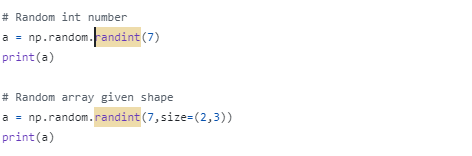 # Random int number
a = np.random.randint(7)
print(a)
# Random array given shape
a = np.random.randint(7,size=(2,3))
print(a)